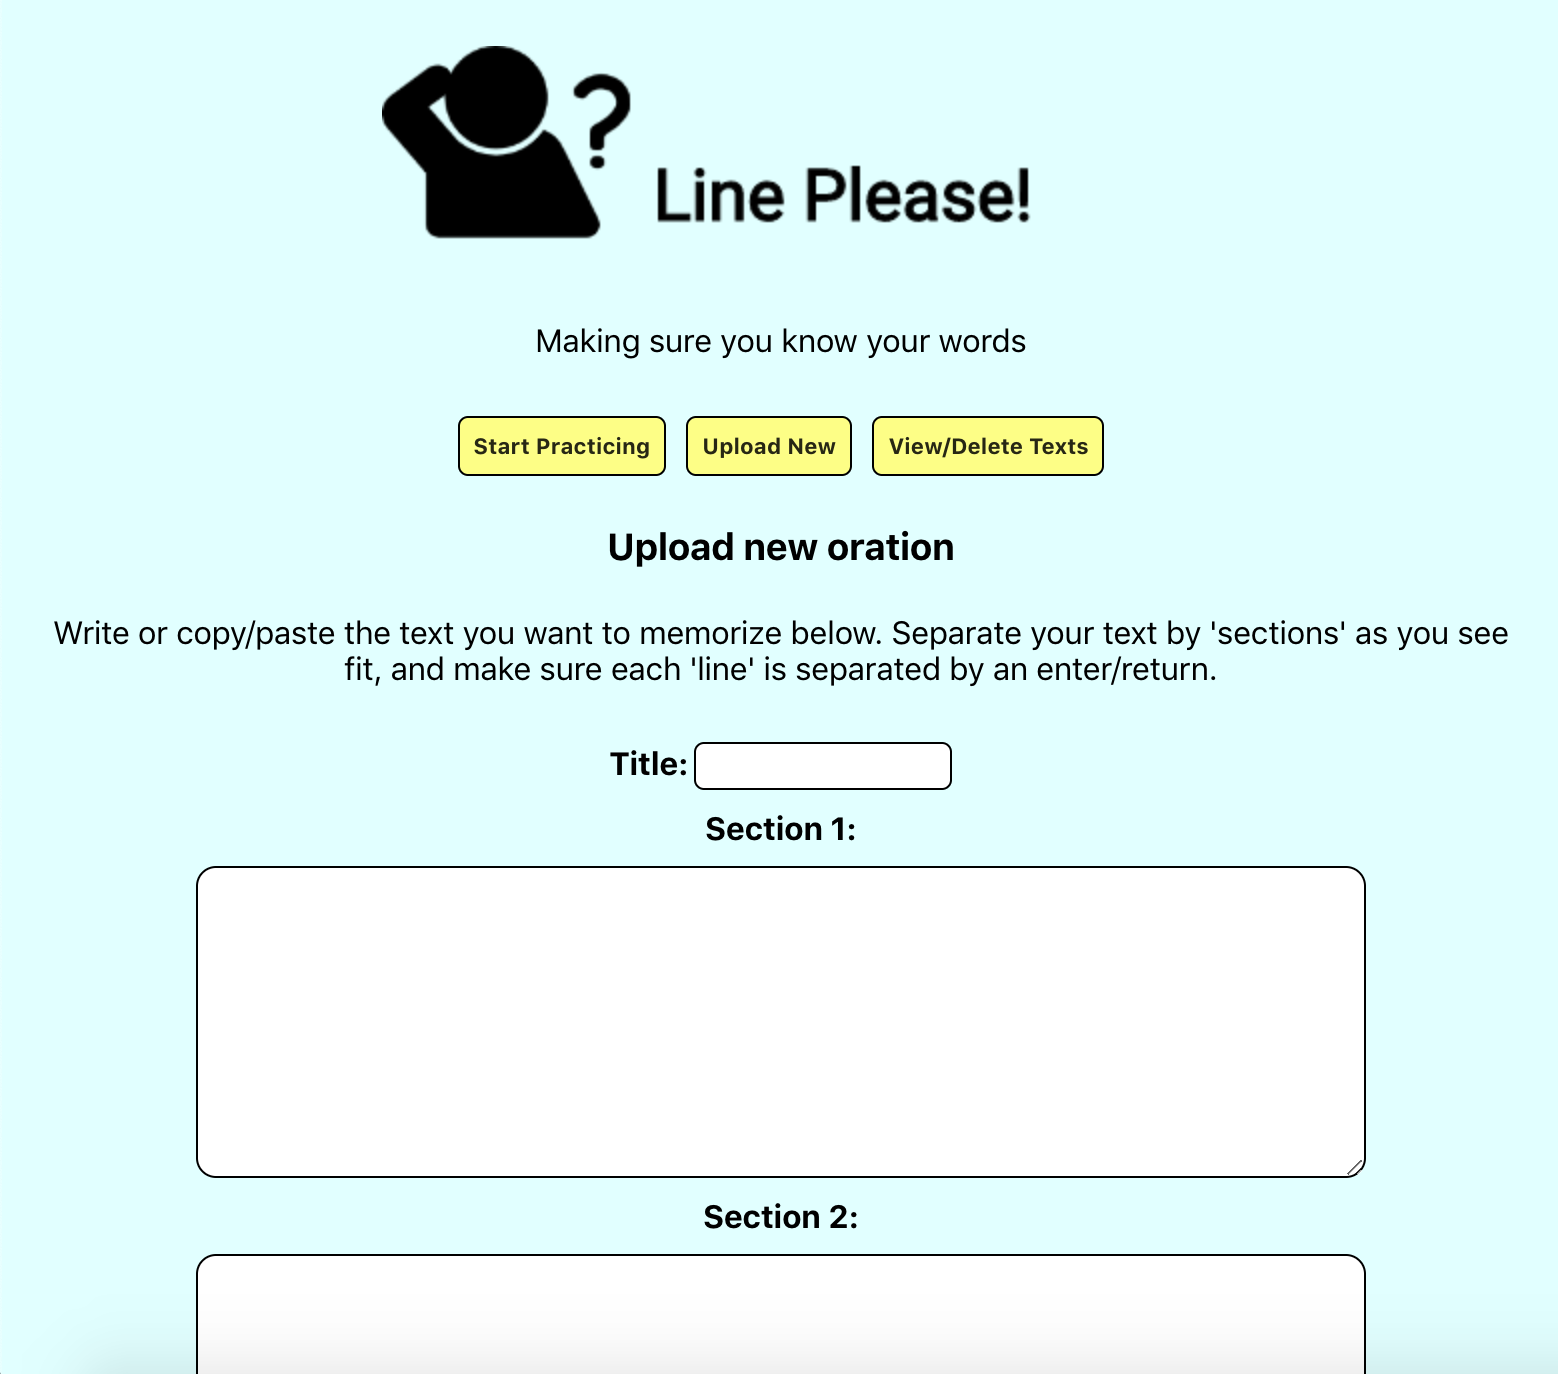 ?
Line Please!
Making sure you know your words
Start Practicing
Upload New
View/Delete Texts
Upload new oration
Write or copy/paste the text you want to memorize below. Separate your text by 'sections' as you see
fit, and make sure each 'line' is separated by an enter/return.
Title:
Section 1:
Section 2: